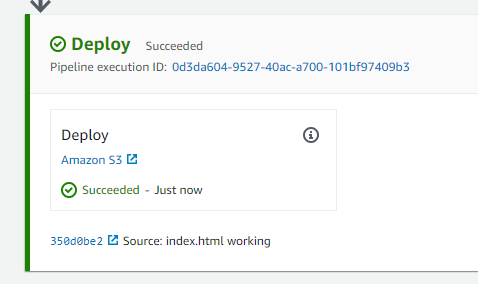 Deploy Succeeded
Pipeline execution ID: 0d3da604-9527-40ac-a700-101bf97409b3
Deploy
Amazon S3
Succeeded - Just now
350d0be2 Source: index.html working